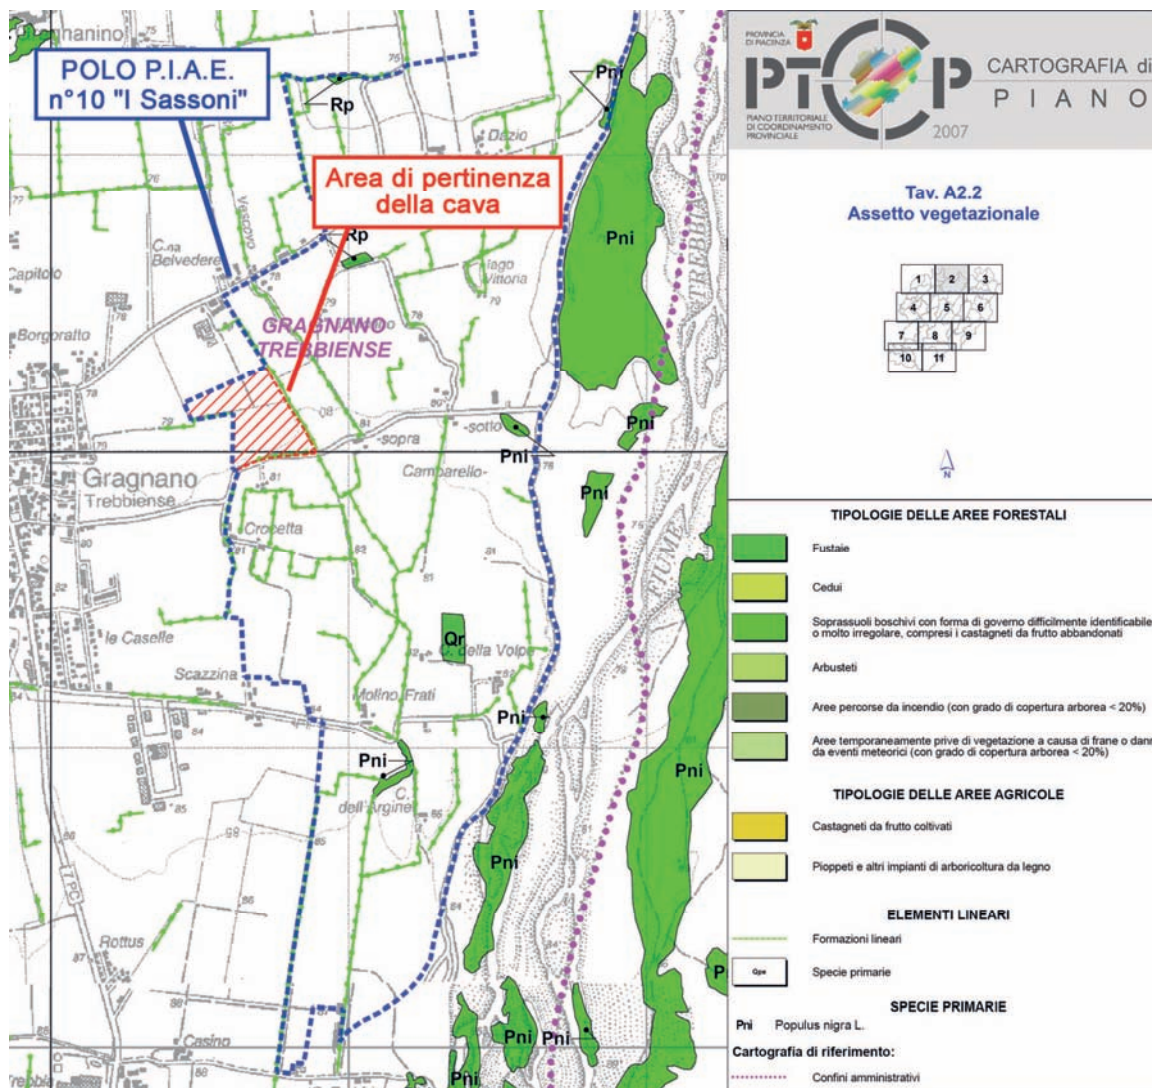 POLO P.I.A.E.
n°10 "I Sassoni"
Area di pertinenza
della cava
Rp
Rp
Pni
Dazio
C.na
Belvedere
Vescovo
Capitolo
lago
Vittoria
Borgoratto
GRAGNANO
TREBBIENSE
Pni
TREBBIA
-sopra
-sotto
Pni
Pni
Camparello-
Gragnano
Trebbiense
Pni
Crocetta
FIUME
Qr
C. della Volpe
le Caselle
Scazzina
Molino Frati
Pni
Pni
C.
dell'Argine
Pni
Pni
Rottus
Casino
Pni
Pni
Pni
PROVINCIA
DI PIACENZA
PTCP
PIANO TERRITORIALE
DI COORDINAMENTO
PROVINCIALE
2007
CARTOGRAFIA di
PIANO
Tav. A2.2
Assetto vegetazionale
1 2 3
4 5 6
7 8 9
10 11
N
TIPOLOGIE DELLE AREE FORESTALI
Fustaie
Cedui
Soprassuoli boschivi con forma di governo difficilmente identificabile
o molto irregolare, compresi i castagneti da frutto abbandonati
Arbusteti
Aree percorse da incendio (con grado di copertura arborea < 20%)
Aree temporaneamente prive di vegetazione a causa di frane o dann
da eventi meteorici (con grado di copertura arborea < 20%)
TIPOLOGIE DELLE AREE AGRICOLE
Castagneti da frutto coltivati
Pioppeti e altri impianti di arboricoltura da legno
ELEMENTI LINEARI
Formazioni lineari
Qpe Specie primarie
SPECIE PRIMARIE
Pni Populus nigra L.
Cartografia di riferimento:
Confini amministrativi